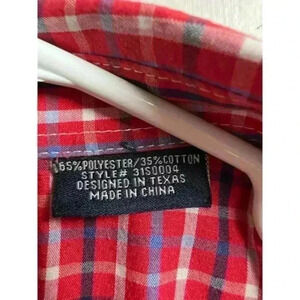 65%POLYESTER/35%COTTON
STYLE# 31S0004
DESIGNED IN TEXAS
MADE IN CHINA